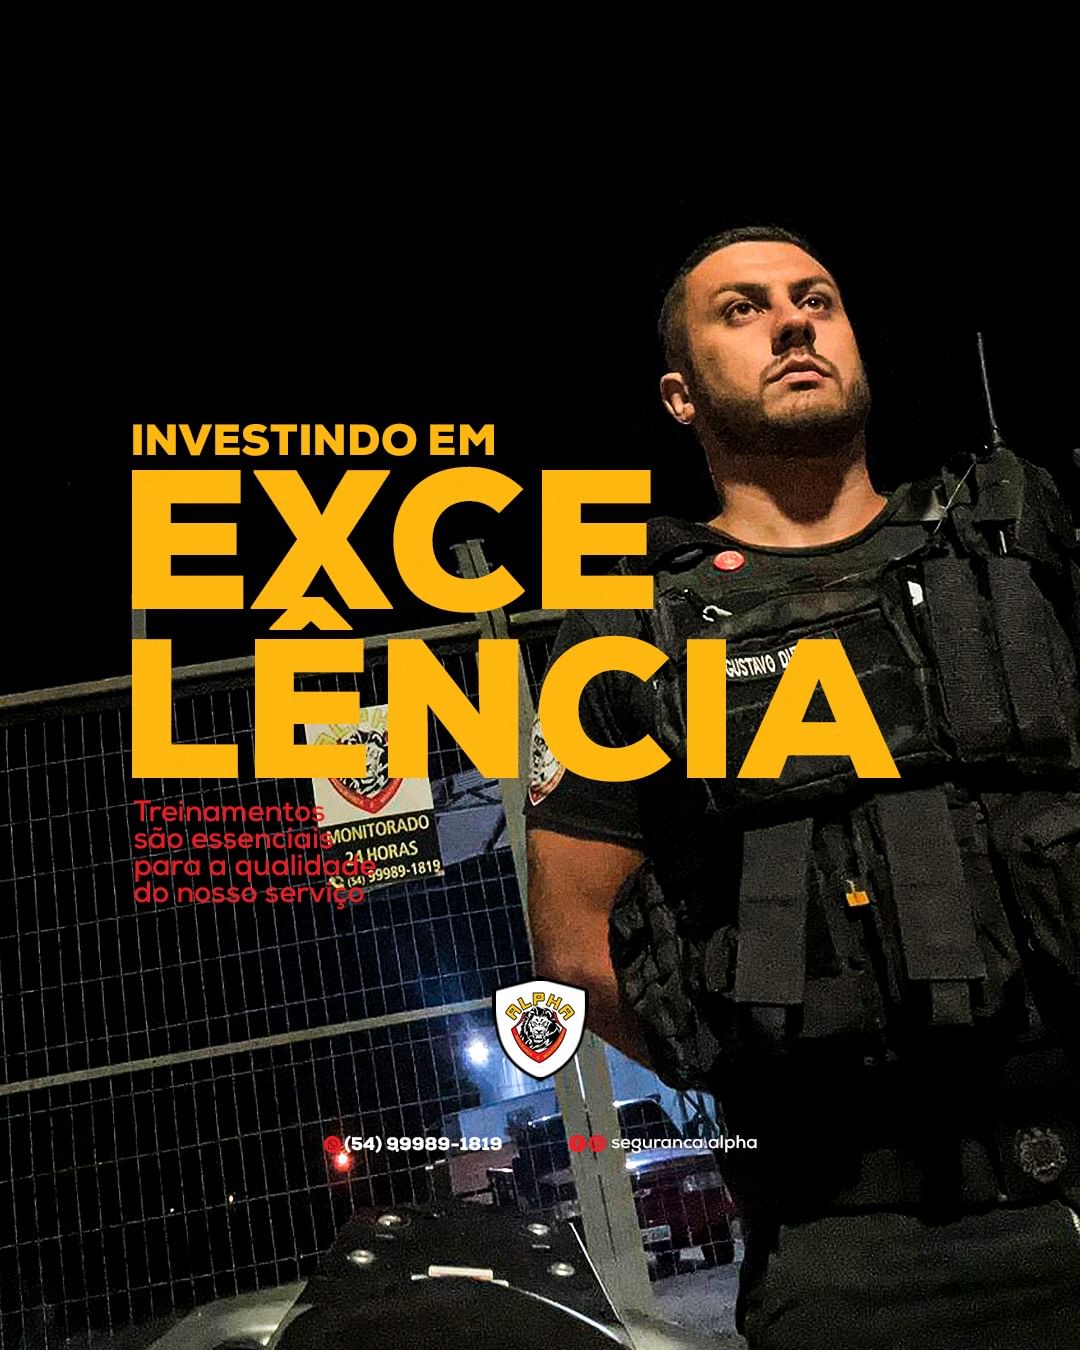 INVESTINDO EM
EXCE
LÊNCIA
GUSTAVO
Treinamentos
são essenciais
para a qualidade
do nosso serviço
MONITORADO
24 HORAS
(54) 99989-1819
ALPHA
(54) 99989-1819
seguranca.alpha